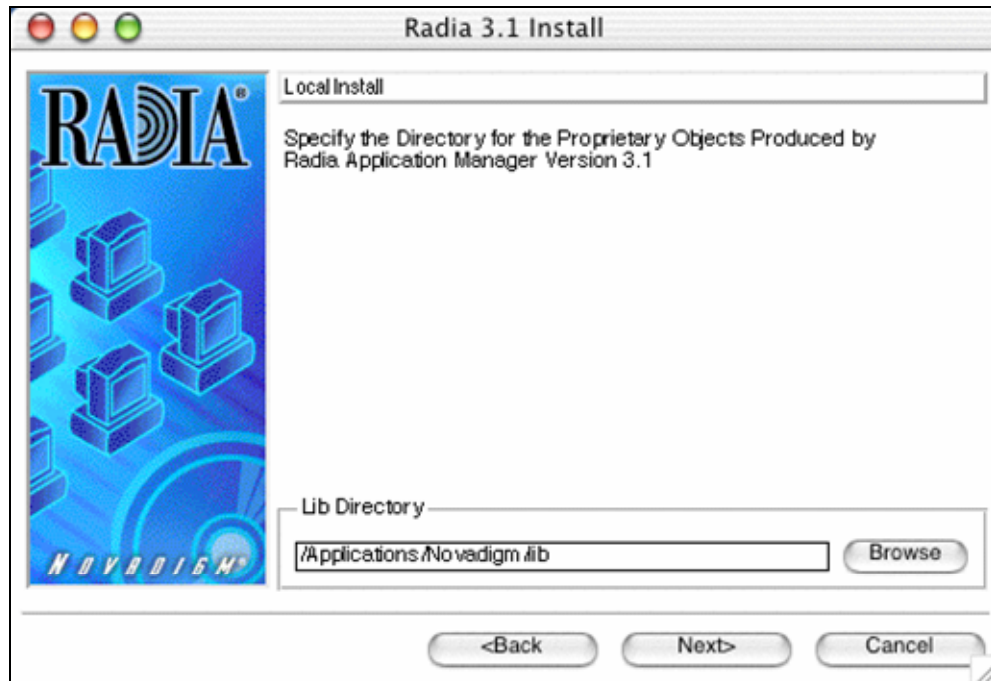 Radia 3.1 Install
RADIA®
Local Install
Specify the Directory for the Proprietary Objects Produced by
Radia Application Manager Version 3.1
Lib Directory
/Applications/Novadigm/lib
Browse
NOVADIGM®
<Back
Next>
Cancel